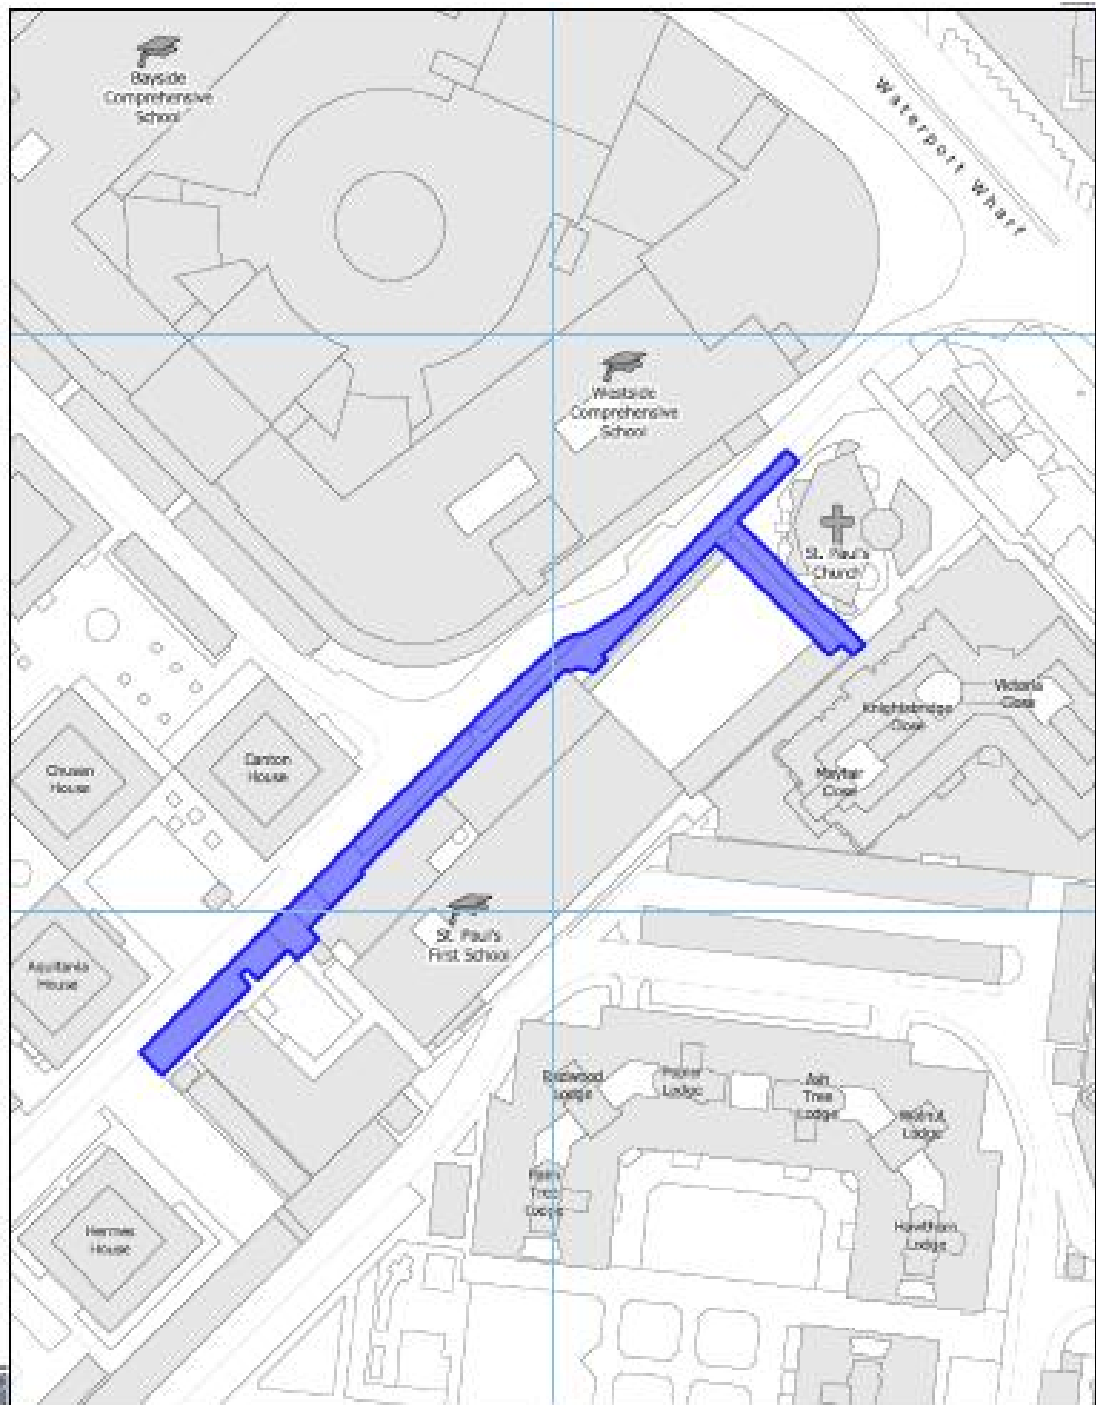 Bayside
Comprehensive
School
Waterport Wharf
Westside
Comprehensive
School
St. Paul's
Church
Victoria
Close
Knightsbridge
Close
Mayfair
Close
Chusan
House
Canton
House
St. Paul's
First School
Aquitania
House
Lodge
Lodge
Ash
Tree
Lodge
Walnut
Lodge
Palm
Tree
Lodge
Hawthorn
Lodge
Hermes
House